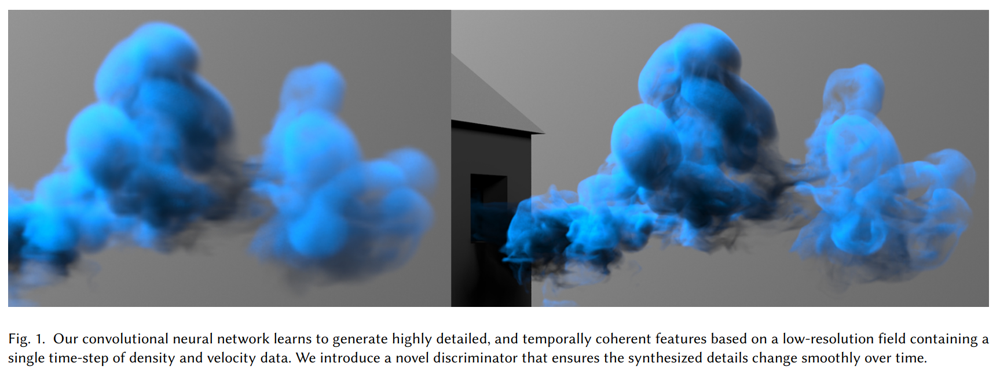 Fig. 1. Our convolutional neural network learns to generate highly detailed, and temporally coherent features based on a low-resolution field containing a
single time-step of density and velocity data. We introduce a novel discriminator that ensures the synthesized details change smoothly over time.